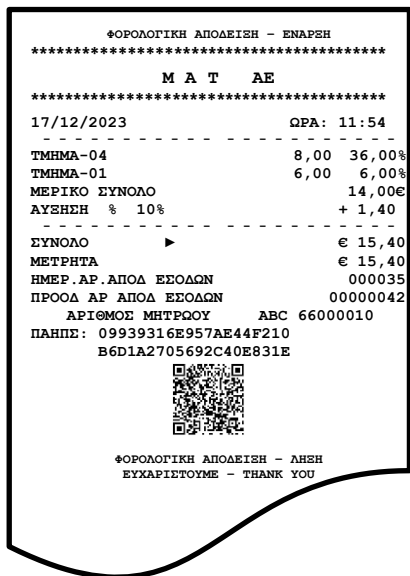 ΦΟΡΟΛΟΓΙΚΗ ΑΠΟΔΕΙΞΗ – ΕΝΑΡΞΗ
******************************************
Μ Α Τ ΑΕ
******************************************
17/12/2023 ΩΡΑ: 11:54
- - - - - - - - - - - - - - - - - - - - -
ΤΜΗΜΑ-04 8,00 36,00%
ΤΜΗΜΑ-01 6,00 6,00%
ΜΕΡΙΚΟ ΣΥΝΟΛΟ 14,00€
ΑΥΞΗΣΗ % 10% + 1,40
- - - - - - - - - - - - - - - - - - - - -
ΣΥΝΟΛΟ ► € 15,40
ΜΕΤΡΗΤΑ € 15,40
ΗΜΕΡ.ΑΡ.ΑΠΟΔ ΕΣΟΔΩΝ 000035
ΠΡΟΟΔ ΑΡ ΑΠΟΔ ΕΣΟΔΩΝ 00000042
ΑΡΙΘΜΟΣ ΜΗΤΡΩΟΥ ABC 66000010
ΠΑΗΠΣ: 09939316E957AE44F210
B6D1A2705692C40E831E
ΦΟΡΟΛΟΓΙΚΗ ΑΠΟΔΕΙΞΗ – ΛΗΞΗ
ΕΥΧΑΡΙΣΤΟΥΜΕ – THANK YOU